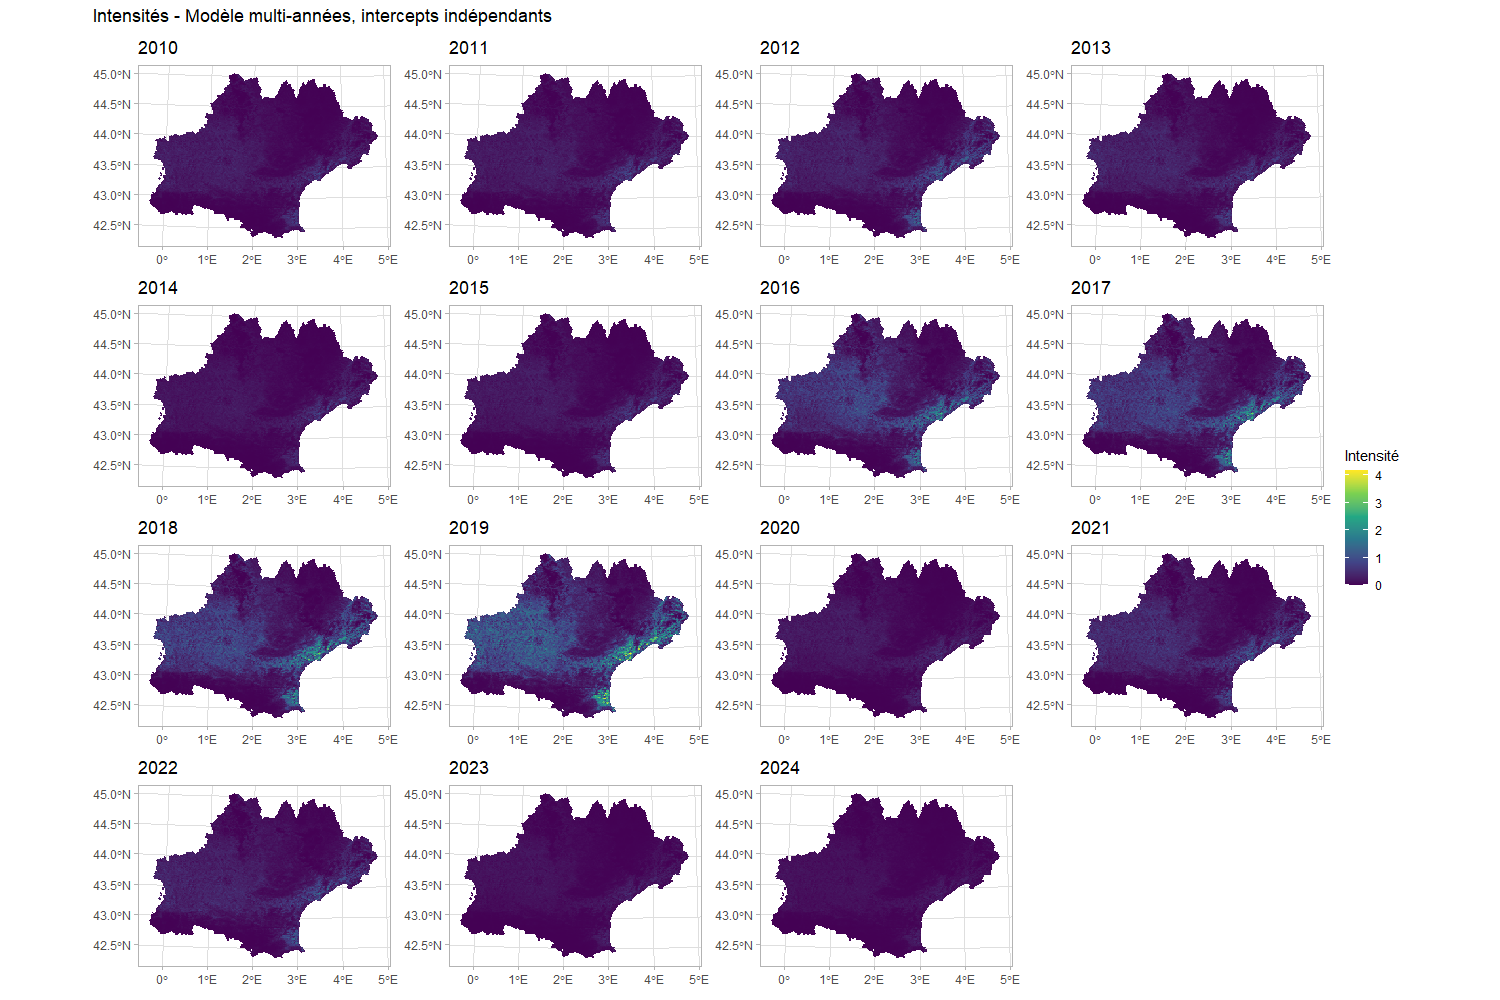 Intensités - Modèle multi-années, intercepts indépendants
2010 2011 2012 2013
45.0°N 45.0°N 45.0°N 45.0°N
44.5°N 44.5°N 44.5°N 44.5°N
44.0°N 44.0°N 44.0°N 44.0°N
43.5°N 43.5°N 43.5°N 43.5°N
43.0°N 43.0°N 43.0°N 43.0°N
42.5°N 42.5°N 42.5°N 42.5°N
0° 1°E 2°E 3°E 4°E 5°E 0° 1°E 2°E 3°E 4°E 5°E 0° 1°E 2°E 3°E 4°E 5°E 0° 1°E 2°E 3°E 4°E 5°E
2014 2015 2016 2017
45.0°N 45.0°N 45.0°N 45.0°N
44.5°N 44.5°N 44.5°N 44.5°N
44.0°N 44.0°N 44.0°N 44.0°N
43.5°N 43.5°N 43.5°N 43.5°N
43.0°N 43.0°N 43.0°N 43.0°N
42.5°N 42.5°N 42.5°N 42.5°N
0° 1°E 2°E 3°E 4°E 5°E 0° 1°E 2°E 3°E 4°E 5°E 0° 1°E 2°E 3°E 4°E 5°E 0° 1°E 2°E 3°E 4°E 5°E
Intensité
4
3
2
1
0
2018 2019 2020 2021
45.0°N 45.0°N 45.0°N 45.0°N
44.5°N 44.5°N 44.5°N 44.5°N
44.0°N 44.0°N 44.0°N 44.0°N
43.5°N 43.5°N 43.5°N 43.5°N
43.0°N 43.0°N 43.0°N 43.0°N
42.5°N 42.5°N 42.5°N 42.5°N
0° 1°E 2°E 3°E 4°E 5°E 0° 1°E 2°E 3°E 4°E 5°E 0° 1°E 2°E 3°E 4°E 5°E 0° 1°E 2°E 3°E 4°E 5°E
2022 2023 2024
45.0°N 45.0°N 45.0°N
44.5°N 44.5°N 44.5°N
44.0°N 44.0°N 44.0°N
43.5°N 43.5°N 43.5°N
43.0°N 43.0°N 43.0°N
42.5°N 42.5°N 42.5°N
0° 1°E 2°E 3°E 4°E 5°E 0° 1°E 2°E 3°E 4°E 5°E 0° 1°E 2°E 3°E 4°E 5°E